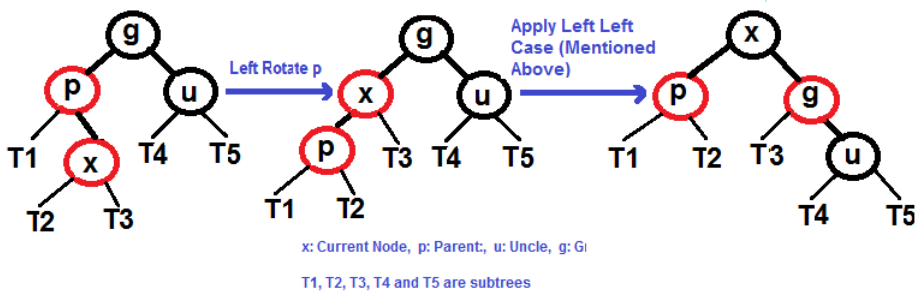 g
p
u
T1
x
T4
T5
T2
T3
Left Rotate p
g
x
u
p
T3
T4
T5
T1
T2
Apply Left Left
Case (Mentioned
Above)
x
p
g
T1
T2
T3
u
T4
T5
x: Current Node, p: Parent:, u: Uncle, g:
T1, T2, T3, T4 and T5 are subtrees